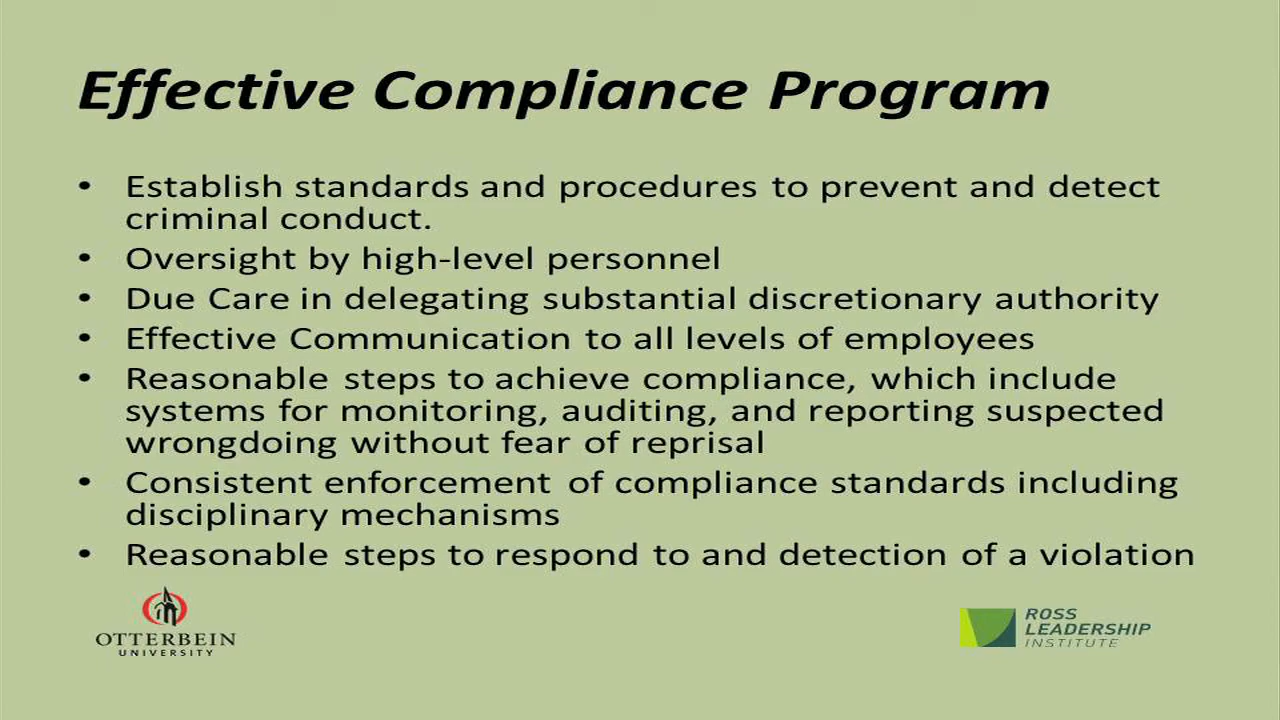 Effective Compliance Program
• Establish standards and procedures to prevent and detect
criminal conduct.
• Oversight by high-level personnel
• Due Care in delegating substantial discretionary authority
• Effective Communication to all levels of employees
• Reasonable steps to achieve compliance, which include
systems for monitoring, auditing, and reporting suspected
wrongdoing without fear of reprisal
• Consistent enforcement of compliance standards including
disciplinary mechanisms
• Reasonable steps to respond to and detection of a violation
OTTERBEIN
UNIVERSITY
ROSS
LEADERSHIP
INSTITUTE